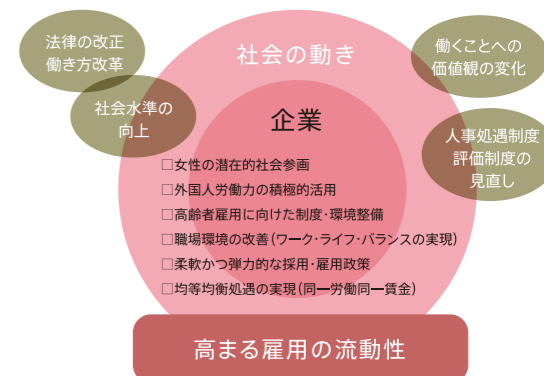 法律の改正
働き方改革
社会水準の
向上
社会の動き
働くことへの
価値観の変化
人事処遇制度
評価制度の
見直し
企業
□女性の潜在的社会参画
□外国人労働力の積極的活用
□高齢者雇用に向けた制度・環境整備
□職場環境の改善(ワーク・ライフ・バランスの実現)
□柔軟かつ弾力的な採用・雇用政策
□均等均衡処遇の実現(同一労働同一賃金)
高まる雇用の流動性